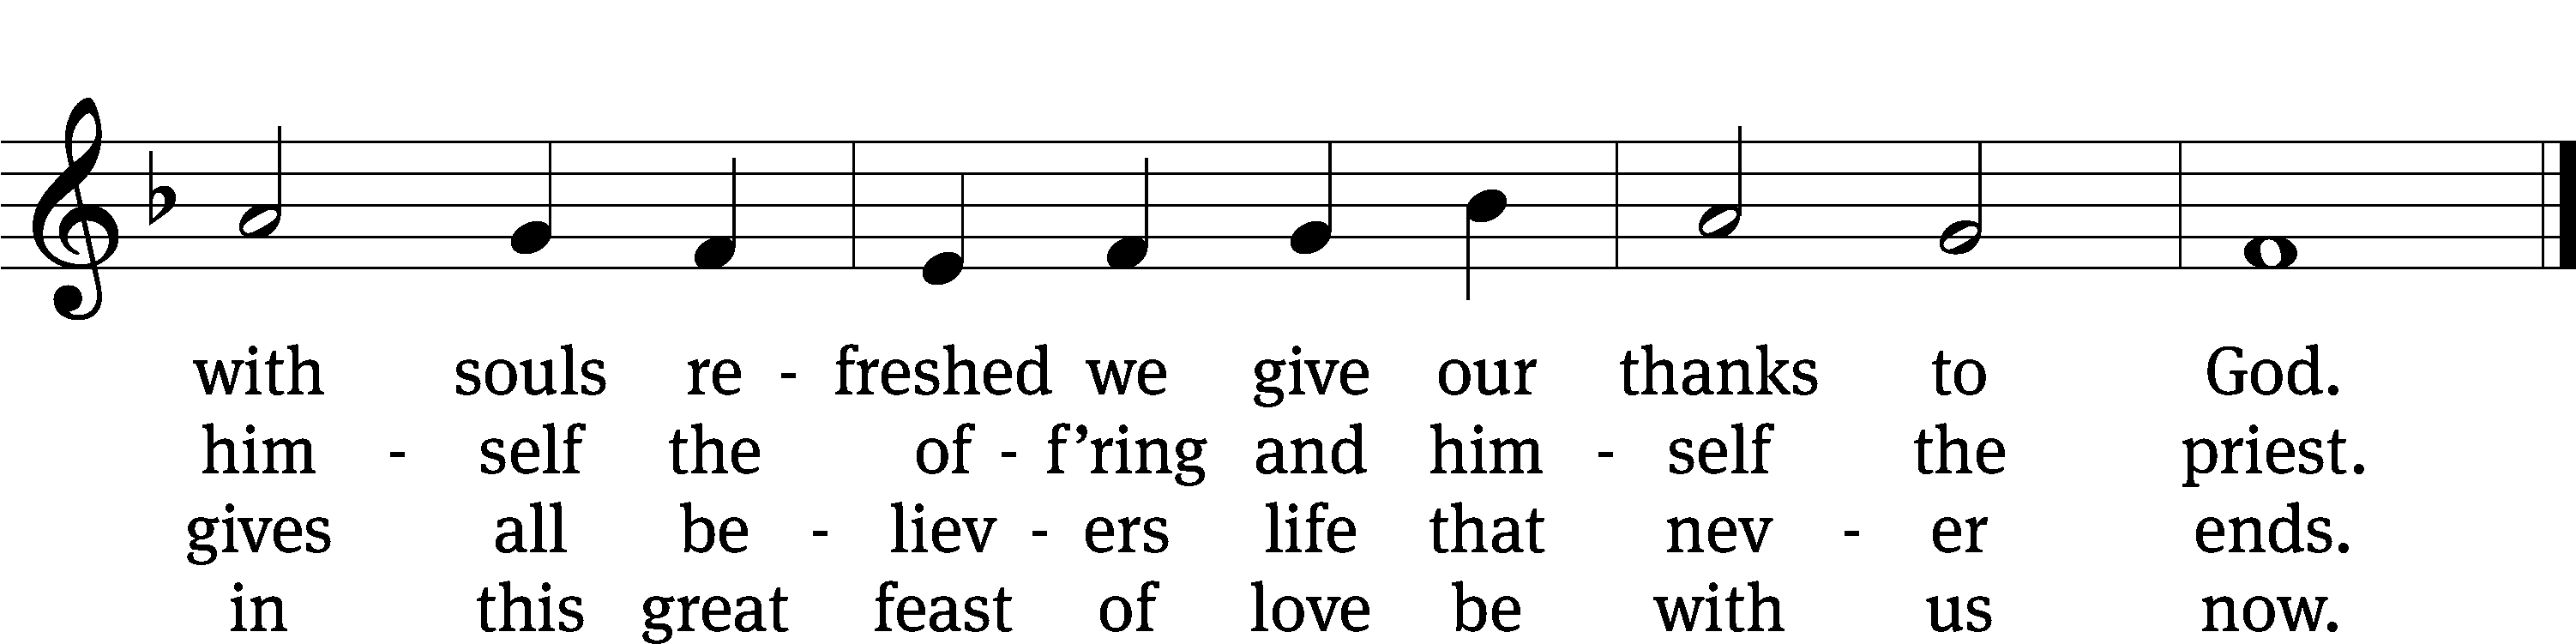 with souls re - freshed we give our thanks to God.
him - self the of - f’ring and him - self the priest.
gives all be - liev - ers life that nev - er ends.
in this great feast of love be with us now.